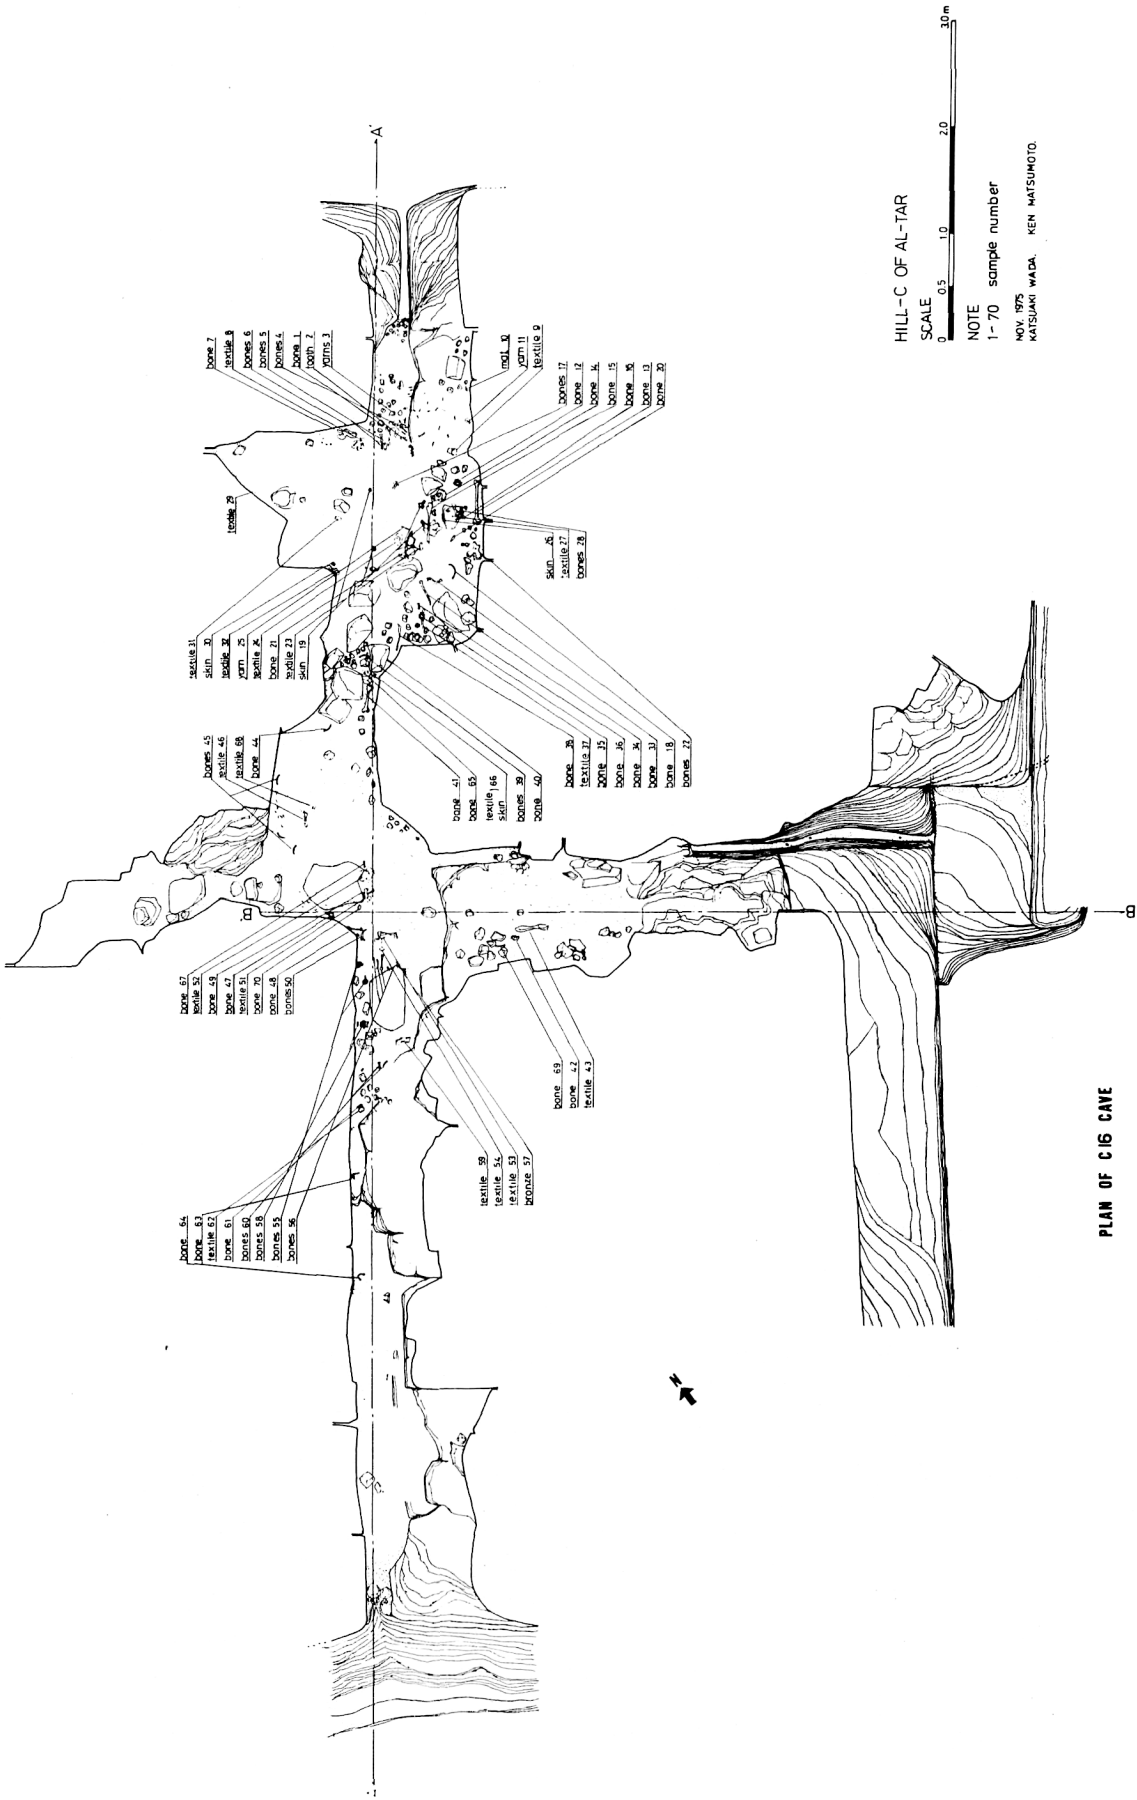 A'
bone 7
textile 8
bones 6
bones 5
bones 4
bone 1
tooth 2
yarns 3
mat 10
yarn 11
textile 9
bones 17
bone 12
bone 14
bone 15
bone 16
bone 13
bone 20
textile 29
skin 26
textile 27
bones 28
textile 31
skin 30
textile 32
yarn 25
textile 24
bone 21
textile 23
skin 19
bones 45
textile 46
textile 68
bone 44
bone 41
bone 65
textile 66
skin
bones 39
bone 40
bone 38
textile 37
bone 35
bone 36
bone 34
bone 33
bone 18
bones 22
B'
B
bone 67
textile 52
bone 49
bone 47
textile 51
bone 70
bone 48
bones 50
bone 69
bone 42
textile 43
textile 59
textile 54
textile 53
bronze 57
bone 64
bone 63
textile 62
bone 61
bones 60
bones 58
bones 55
bones 56
N
HILL-C OF AL-TAR
SCALE
0 0.5 1.0 2.0 3.0 m
NOTE
1-70 sample number
NOV. 1975
KATSUAKI WADA. KEN MATSUMOTO.
PLAN OF C16 CAVE